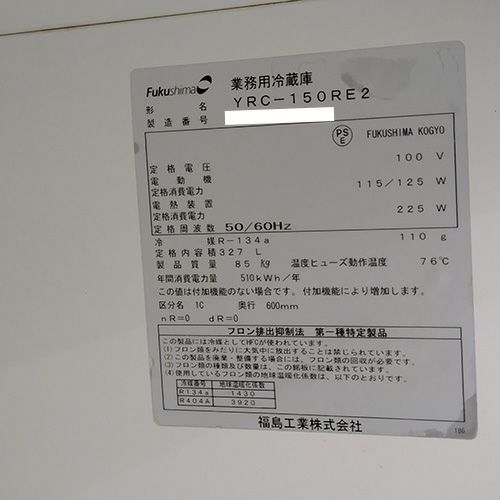 Fukushima
業務用冷蔵庫
形名 YRC-150RE2
製造番号
PS E FUKUSHIMA KOGYO
定格電圧 100 V
電動機
定格消費電力 115/125 W
電熱装置
定格消費電力 225 W
定格周波数 50/60Hz
冷媒 R-134a 110 g
定格内容積 327 L
製品質量 85 kg 温度ヒューズ動作温度 76℃
年間消費電力量 510kWh/年
この値は付加機能のない場合です。付加機能により増加します。
区分名 1C 奥行 600mm
nR=0 dR=0
フロン排出抑制法 第一種特定製品
この製品には冷媒としてHFCが使われています。
(1)フロン類をみだりに大気中に放出することは禁じられています。
(2)この製品を廃棄・整備する場合には、フロン類の回収が必要です。
(3)フロン類の種類及び数量は、この銘板に記載されています。
(4)使用しているフロン類の地球温暖化係数は、以下のとおりです。
冷媒番号 地球温暖化係数
R134a 1430
R404A 3920
福島工業株式会社